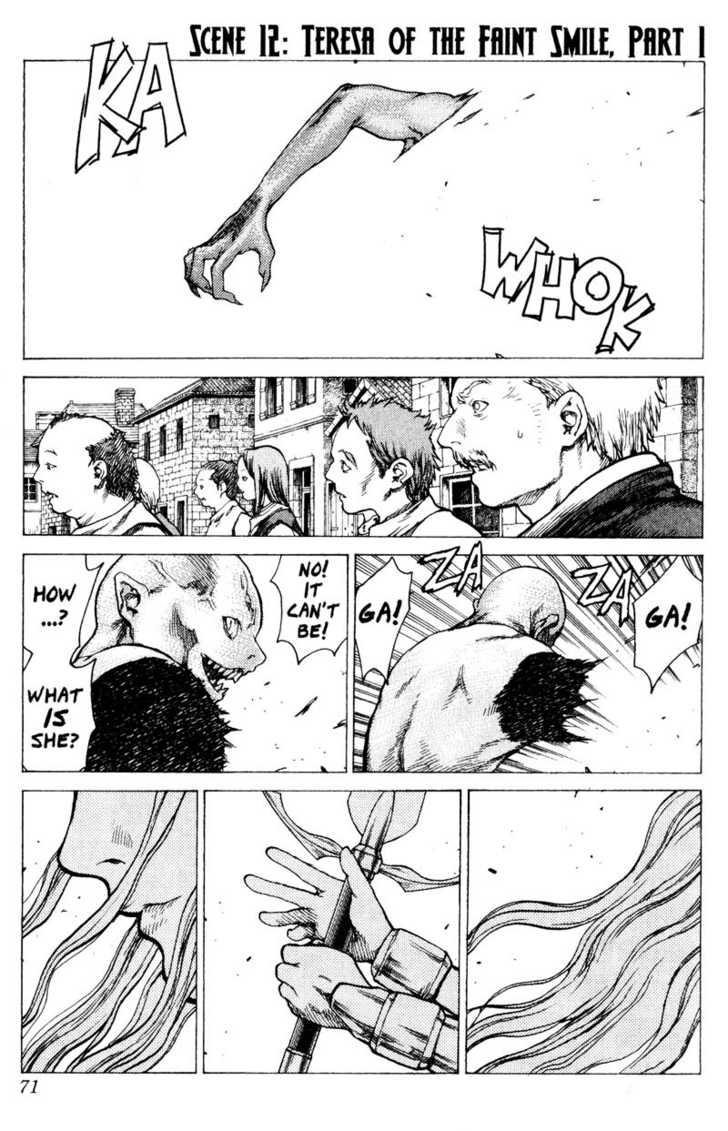 SCENE 12: TERESA OF THE FAINT SMILE, PART 1
KA
WHOK
HOW
...?
NO!
IT
CAN'T
BE!
WHAT
IS
SHE?
GA!
ZA
ZA
GA!
71